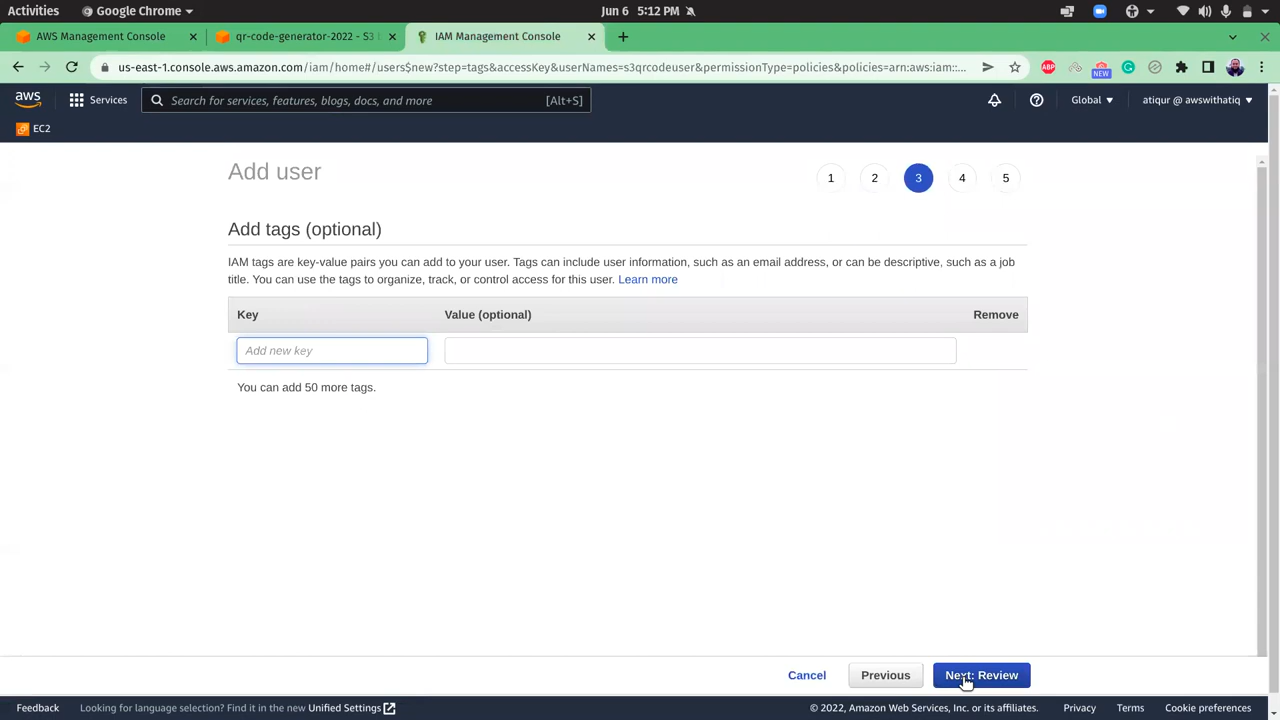 Activities
Google Chrome
Jun 6 5:12 PM
AWS Management Console
qr-code-generator-2022 - S3
IAM Management Console
us-east-1.console.aws.amazon.com/iam/home#/users$new?step=tags&accessKey&userNames=s3qrcodeuser&permissionType=policies&policies=arn:aws:iam::...
ABP
NEW
aws
Services
Search for services, features, blogs, docs, and more
[Alt+S]
Global
atiqur @ awswithatiq
EC2
Add user
1
2
3
4
5
Add tags (optional)
IAM tags are key-value pairs you can add to your user. Tags can include user information, such as an email address, or can be descriptive, such as a job
title. You can use the tags to organize, track, or control access for this user. Learn more
Key
Value (optional)
Remove
Add new key
You can add 50 more tags.
Cancel
Previous
Next: Review
Feedback
Looking for language selection? Find it in the new Unified Settings
© 2022, Amazon Web Services, Inc. or its affiliates.
Privacy
Terms
Cookie preferences